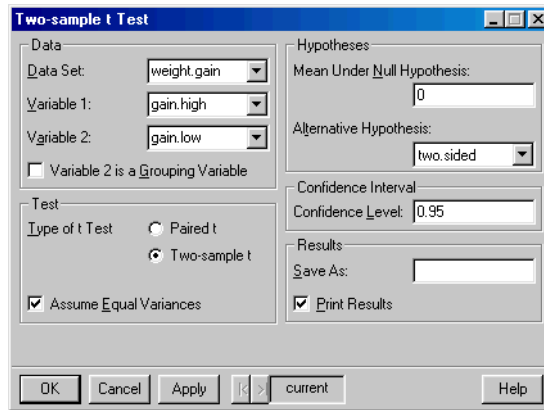 Two-sample t Test
Data
Data Set: weight.gain
Variable 1: gain.high
Variable 2: gain.low
Variable 2 is a Grouping Variable
Test
Type of t Test Paired t
Two-sample t
Assume Equal Variances
Hypotheses
Mean Under Null Hypothesis:
0
Alternative Hypothesis:
two.sided
Confidence Interval
Confidence Level: 0.95
Results
Save As:
Print Results
OK Cancel Apply current Help